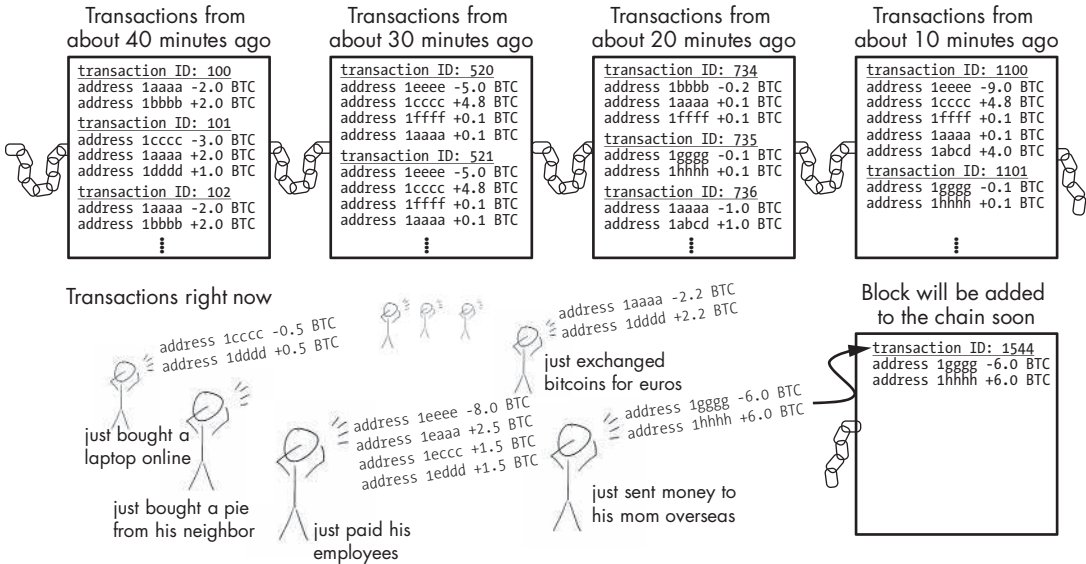 Transactions from
about 40 minutes ago
transaction ID: 100
address 1aaaa -2.0 BTC
address 1bbbb +2.0 BTC
transaction ID: 101
address 1cccc -3.0 BTC
address 1aaaa +2.0 BTC
address 1dddd +1.0 BTC
transaction ID: 102
address 1aaaa -2.0 BTC
address 1bbbb +2.0 BTC
Transactions from
about 30 minutes ago
transaction ID: 520
address 1eeee -5.0 BTC
address 1cccc +4.8 BTC
address 1ffff +0.1 BTC
address 1aaaa +0.1 BTC
transaction ID: 521
address 1eeee -5.0 BTC
address 1cccc +4.8 BTC
address 1ffff +0.1 BTC
address 1aaaa +0.1 BTC
Transactions from
about 20 minutes ago
transaction ID: 734
address 1bbbb -0.2 BTC
address 1aaaa +0.1 BTC
address 1ffff +0.1 BTC
transaction ID: 735
address 1gggg -0.1 BTC
address 1hhhh +0.1 BTC
transaction ID: 736
address 1aaaa -1.0 BTC
address 1abcd +1.0 BTC
Transactions from
about 10 minutes ago
transaction ID: 1100
address 1eeee -9.0 BTC
address 1cccc +4.8 BTC
address 1ffff +0.1 BTC
address 1aaaa +0.1 BTC
address 1abcd +4.0 BTC
transaction ID: 1101
address 1gggg -0.1 BTC
address 1hhhh +0.1 BTC
Transactions right now
address 1cccc -0.5 BTC
address 1dddd +0.5 BTC
just bought a
laptop online
just bought a pie
from his neighbor
address 1eeee -8.0 BTC
address 1eaaa +2.5 BTC
address 1eccc +1.5 BTC
address 1eddd +1.5 BTC
just paid his
employees
address 1aaaa -2.2 BTC
address 1dddd +2.2 BTC
just exchanged
bitcoins for euros
address 1gggg -6.0 BTC
address 1hhhh +6.0 BTC
just sent money to
his mom overseas
Block will be added
to the chain soon
transaction ID: 1544
address 1gggg -6.0 BTC
address 1hhhh +6.0 BTC